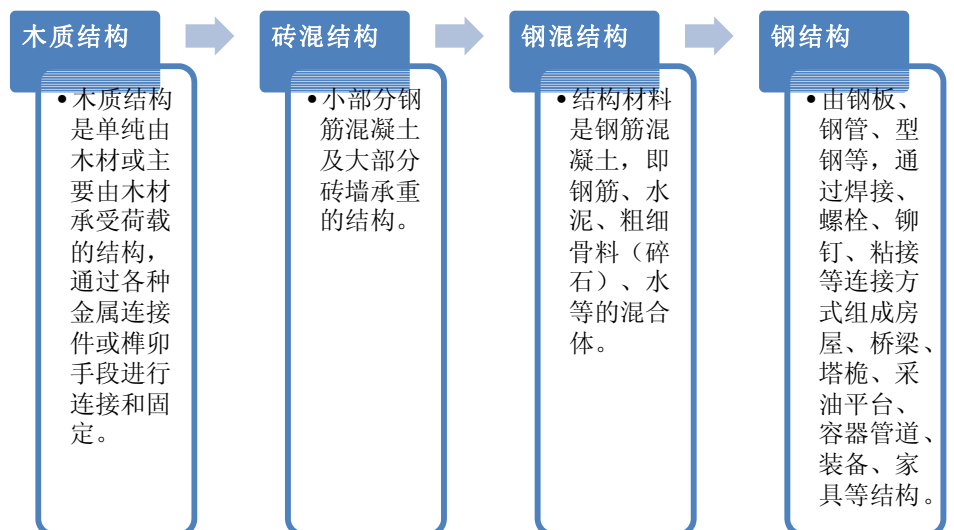 木质结构
•木质结构
是单纯由
木材或主
要由木材
承受荷载
的结构，
通过各种
金属连接
件或榫卯
手段进行
连接和固
定。
砖混结构
•小部分钢
筋混凝土
及大部分
砖墙承重
的结构。
钢混结构
•结构材料
是钢筋混
凝土，即
钢筋、水
泥、粗细
骨料（碎
石）、水
等的混合
体。
钢结构
•由钢板、
钢管、型
钢等，通
过焊接、
螺栓、铆
钉、粘接
等连接方
式组成房
屋、桥梁、
塔桅、采
油平台、
容器管道、
装备、家
具等结构。